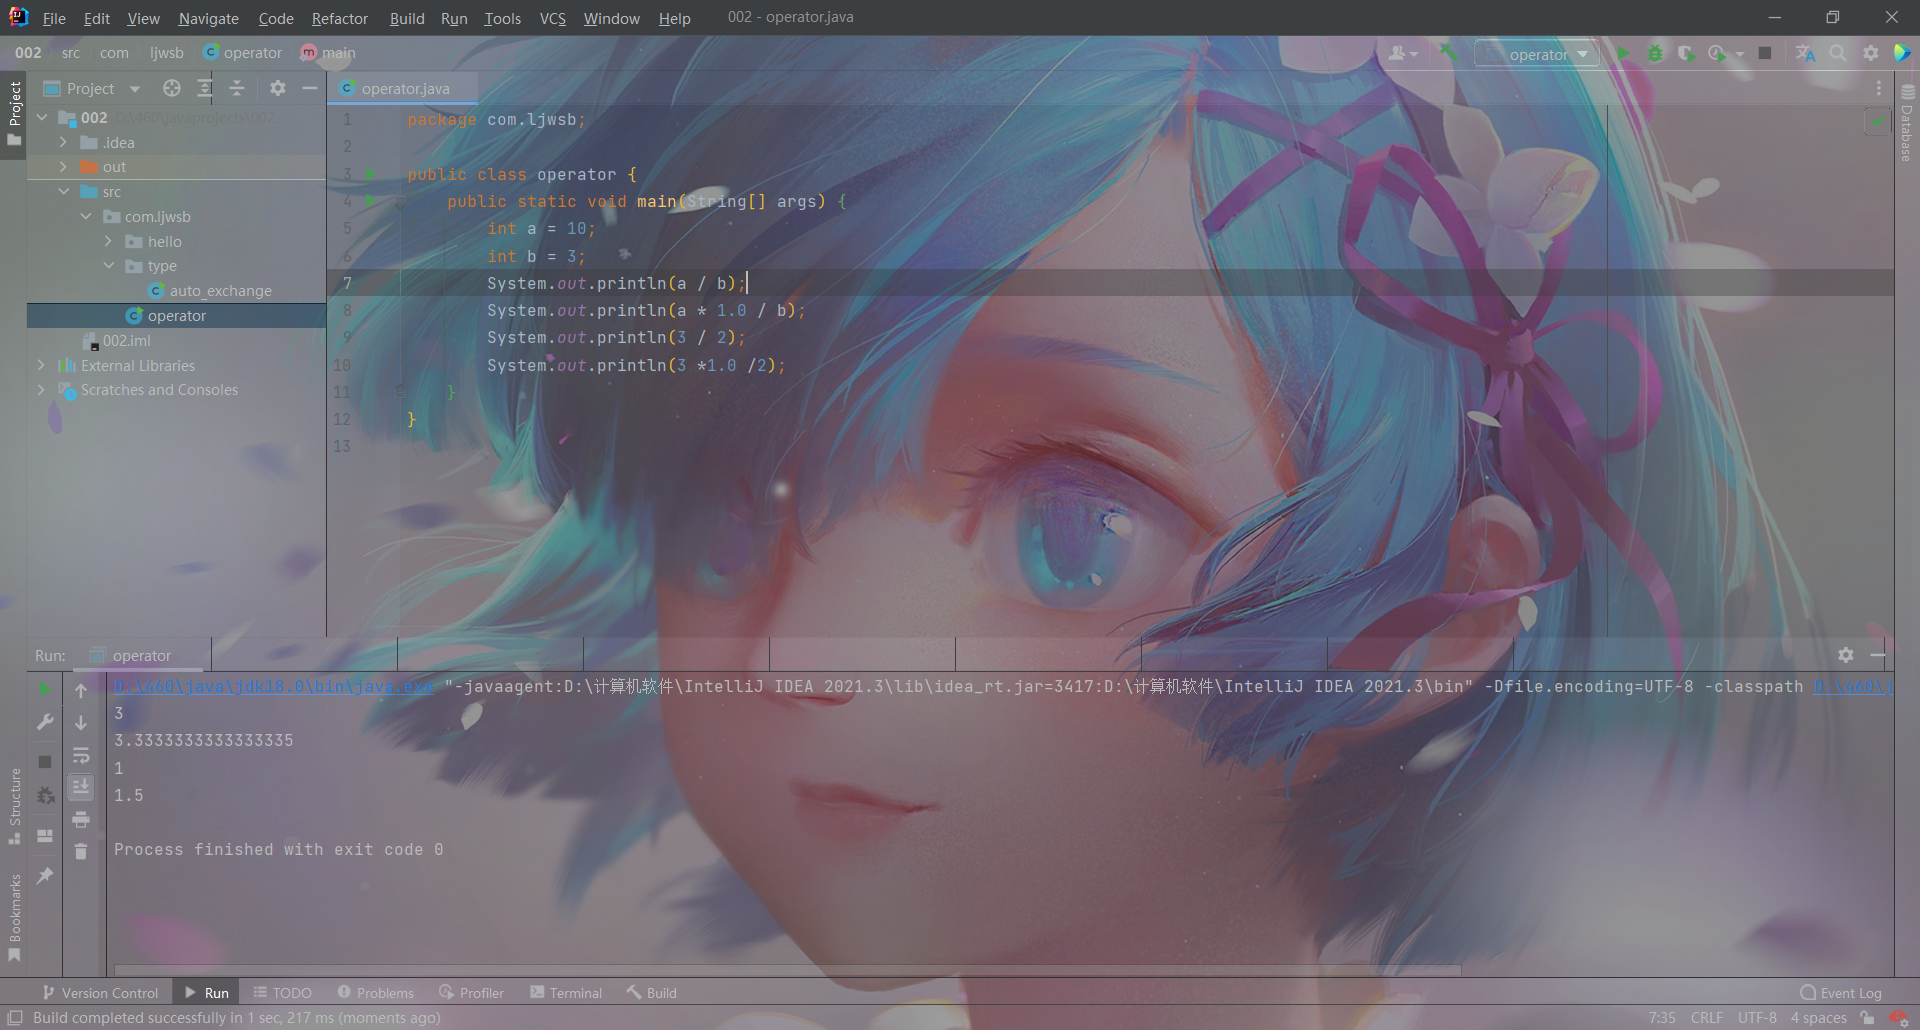 File Edit View Navigate Code Refactor Build Run Tools VCS Window Help 002 - operator.java
002 src com ljwsb operator main
operator
Project
operator.java
Project
Database
002 D:\460\javaprojects\002
.idea
out
src
com.ljwsb
hello
type
auto_exchange
operator
002.iml
External Libraries
Scratches and Consoles
1 package com.ljwsb;
2
3 public class operator {
4 public static void main(String[] args) {
5 int a = 10;
6 int b = 3;
7 System.out.println(a / b);
8 System.out.println(a * 1.0 / b);
9 System.out.println(3 / 2);
10 System.out.println(3 *1.0 /2);
11 }
12 }
13
Run: operator
D:\460\java\jdk18.0\bin\java.exe "-javaagent:D:\计算机软件\IntelliJ IDEA 2021.3\lib\idea_rt.jar=3417:D:\计算机软件\IntelliJ IDEA 2021.3\bin" -Dfile.encoding=UTF-8 -classpath D:\460\j
3
3.3333333333333335
1
1.5
Process finished with exit code 0
Structure
Bookmarks
Version Control Run TODO Problems Profiler Terminal Build Event Log
Build completed successfully in 1 sec, 217 ms (moments ago) 7:35 CRLF UTF-8 4 spaces